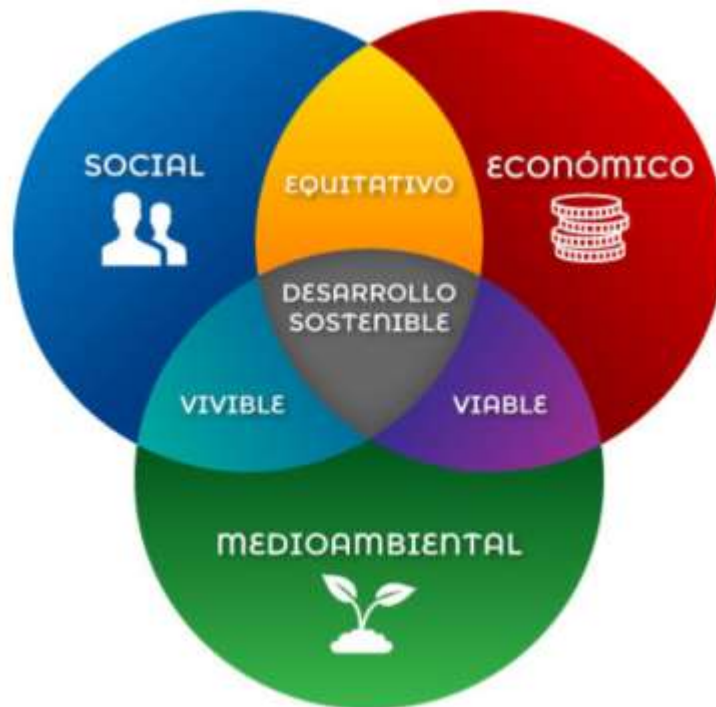 SOCIAL
ECONÓMICO
EQUITATIVO
DESARROLLO
SOSTENIBLE
VIVIBLE
VIABLE
MEDIOAMBIENTAL